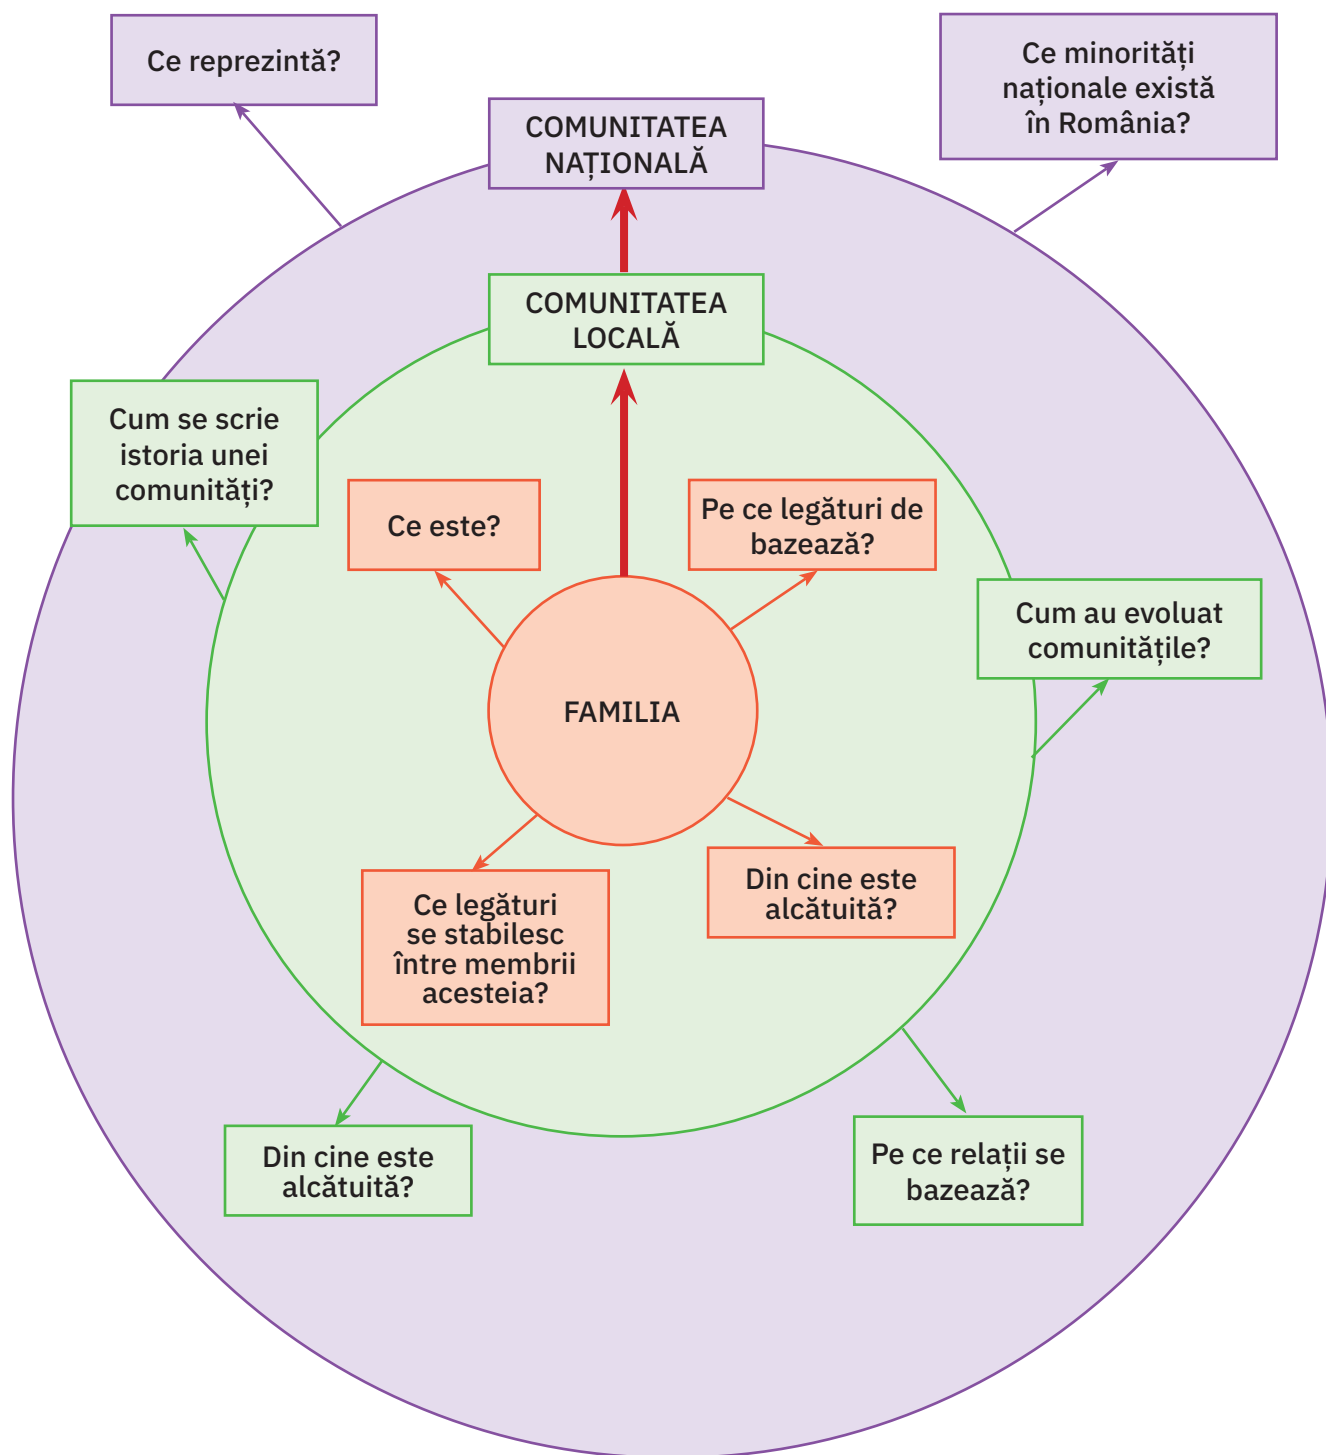 Ce reprezintă?
Ce minorități
naționale există
în România?
COMUNITATEA
NAȚIONALĂ
COMUNITATEA
LOCALĂ
Cum se scrie
istoria unei
comunități?
Ce este?
Pe ce legături de
bazează?
Cum au evoluat
comunitățile?
FAMILIA
Ce legături
se stabilesc
între membrii
acesteia?
Din cine este
alcătuită?
Din cine este
alcătuită?
Pe ce relații se
bazează?